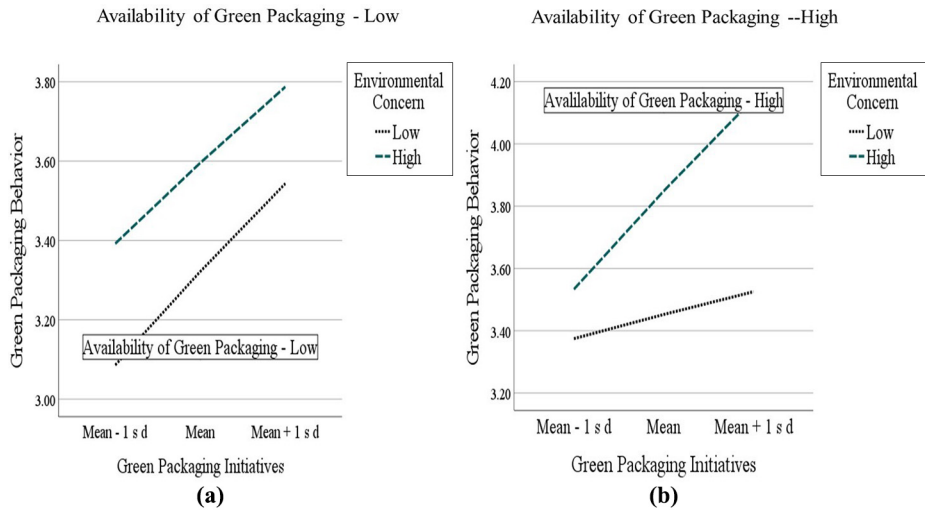 Availability of Green Packaging - Low
3.80
3.60
3.40
3.20
3.00
Green Packaging Behavior
Availability of Green Packaging - Low
Mean - 1 s d
Mean
Mean + 1 s d
Green Packaging Initiatives
Environmental
Concern
Low
High
(a)
Availability of Green Packaging --High
4.20
4.00
3.80
3.60
3.40
3.20
Green Packaging Behavior
Avalilability of Green Packaging - High
Mean - 1 s d
Mean
Mean + 1 s d
Green Packaging Initiatives
Environmental
Concern
Low
High
(b)